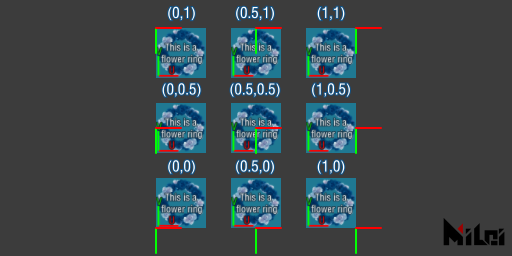 (0,1) (0.5,1) (1,1)
This is a This is a This is a
flower ring flower ring flower ring
(0,0.5) (0.5,0.5) (1,0.5)
This is a This is a This is a
flower ring flower ring flower ring
(0,0) (0.5,0) (1,0)
This is a This is a This is a
flower ring flower ring flower ring